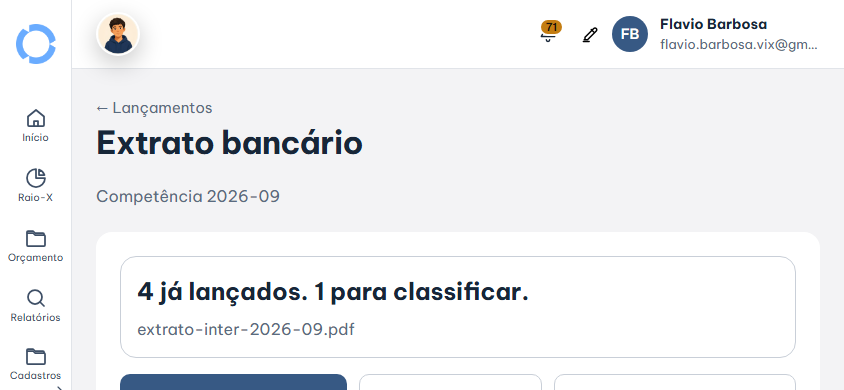 71
FB
Flavio Barbosa
flavio.barbosa.vix@gm...
Início
Raio-X
Orçamento
Relatórios
Cadastros
← Lançamentos
Extrato bancário
Competência 2026-09
4 já lançados. 1 para classificar.
extrato-inter-2026-09.pdf